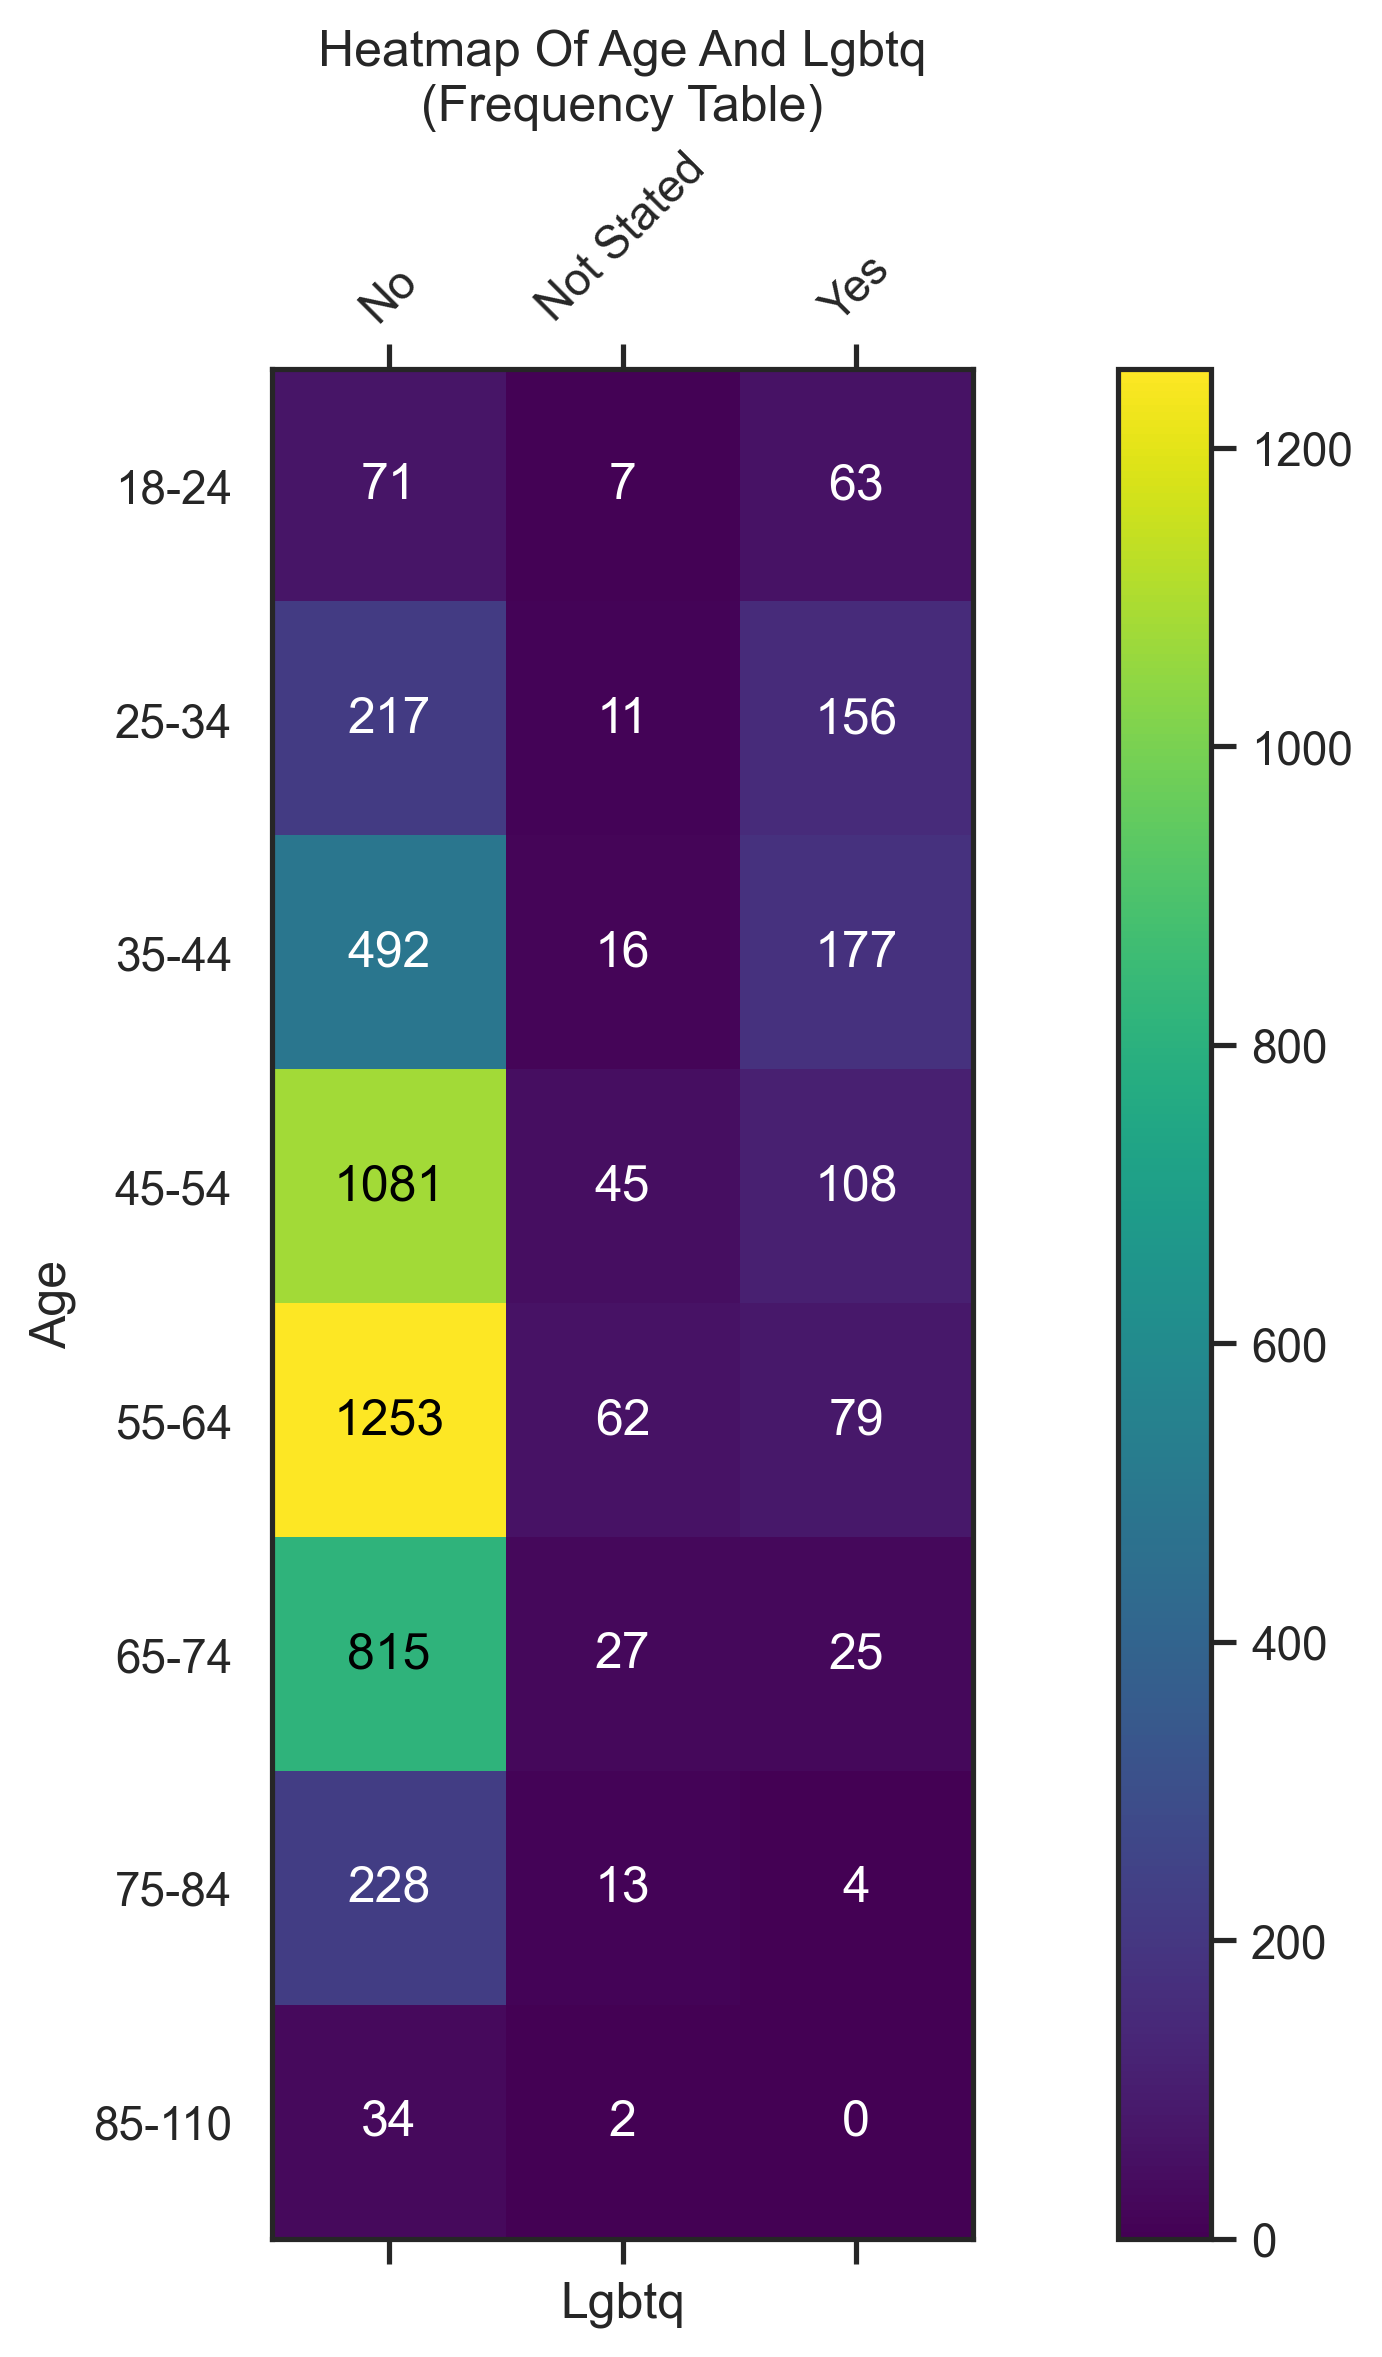 Heatmap Of Age And Lgbtq
(Frequency Table)
No
Not Stated
Yes
18-24 71 7 63
25-34 217 11 156
35-44 492 16 177
45-54 1081 45 108
55-64 1253 62 79
65-74 815 27 25
75-84 228 13 4
85-110 34 2 0
Age
Lgbtq
1200
1000
800
600
400
200
0